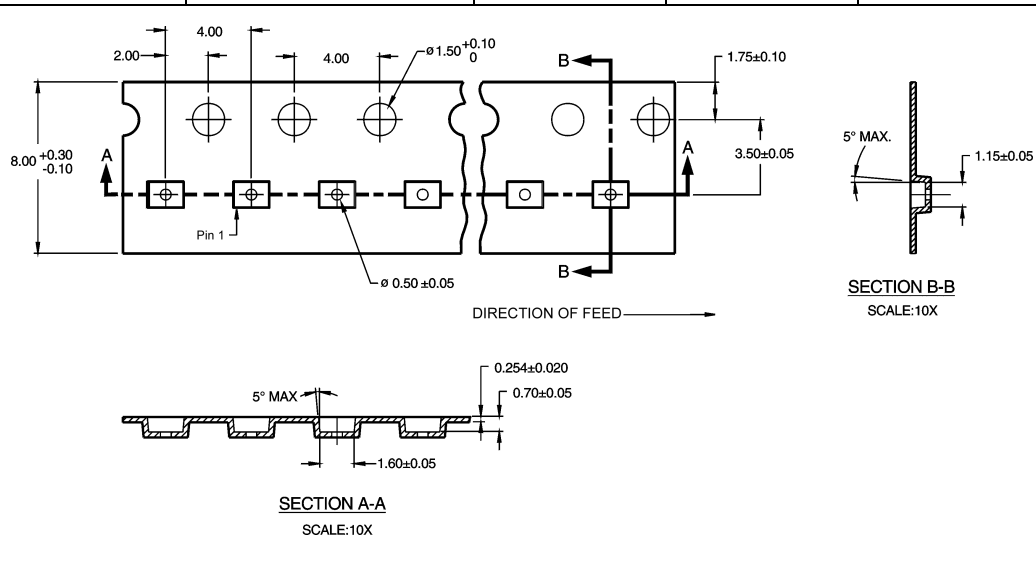 4.00
2.00
4.00
ø1.50 +0.10
0
B
1.75±0.10
8.00 +0.30
-0.10
A
A
3.50±0.05
5° MAX.
1.15±0.05
Pin 1
B
ø 0.50 ±0.05
SECTION B-B
SCALE:10X
DIRECTION OF FEED
0.254±0.020
5° MAX
0.70±0.05
1.60±0.05
SECTION A-A
SCALE:10X